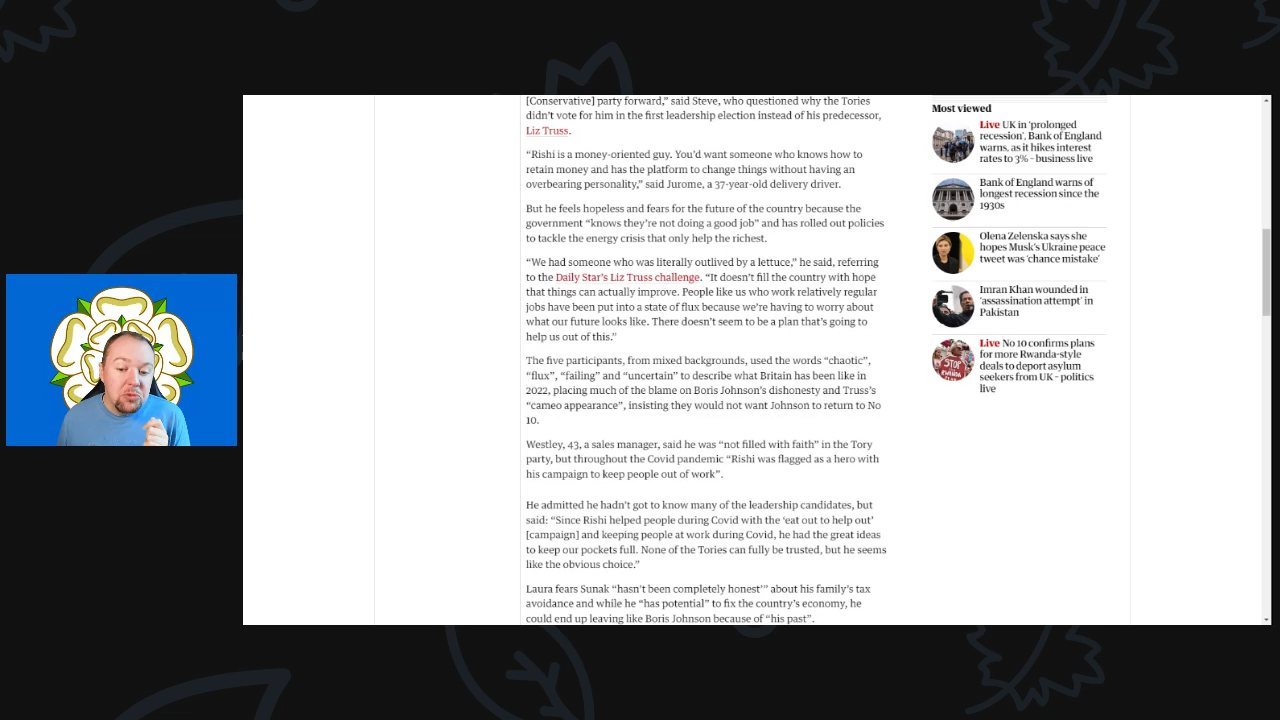 [Conservative] party forward,” said Steve, who questioned why the Tories
didn’t vote for him in the first leadership election instead of his predecessor,
Liz Truss.
“Rishi is a money-oriented guy. You’d want someone who knows how to
retain money and has the platform to change things without having an
overbearing personality,” said Jurome, a 37-year-old delivery driver.
But he feels hopeless and fears for the future of the country because the
government “knows they’re not doing a good job” and has rolled out policies
to tackle the energy crisis that only help the richest.
“We had someone who was literally outlived by a lettuce,” he said, referring
to the Daily Star’s Liz Truss challenge. “It doesn’t fill the country with hope
that things can actually improve. People like us who work relatively regular
jobs have been put into a state of flux because we’re having to worry about
what our future looks like. There doesn’t seem to be a plan that’s going to
help us out of this.”
The five participants, from mixed backgrounds, used the words “chaotic”,
“flux”, “failing” and “uncertain” to describe what Britain has been like in
2022, placing much of the blame on Boris Johnson’s dishonesty and Truss’s
“cameo appearance”, insisting they would not want Johnson to return to No
10.
Westley, 43, a sales manager, said he was “not filled with faith” in the Tory
party, but throughout the Covid pandemic “Rishi was flagged as a hero with
his campaign to keep people out of work”.
He admitted he hadn’t got to know many of the leadership candidates, but
said: “Since Rishi helped people during Covid with the ‘eat out to help out’
[campaign] and keeping people at work during Covid, he had the great ideas
to keep our pockets full. None of the Tories can fully be trusted, but he seems
like the obvious choice.”
Laura fears Sunak “hasn’t been completely honest’” about his family’s tax
avoidance and while he “has potential” to fix the country’s economy, he
could end up leaving like Boris Johnson because of “his past”.
Most viewed
Live UK in ‘prolonged
recession’, Bank of England
warns, as it hikes interest
rates to 3% – business live
Bank of England warns of
longest recession since the
1930s
Olena Zelenska says she
hopes Musk’s Ukraine peace
tweet was ‘chance mistake’
Imran Khan wounded in
‘assassination attempt’ in
Pakistan
Live No 10 confirms plans
for more Rwanda-style
deals to deport asylum
seekers from UK – politics
live
STOP
RWANDA